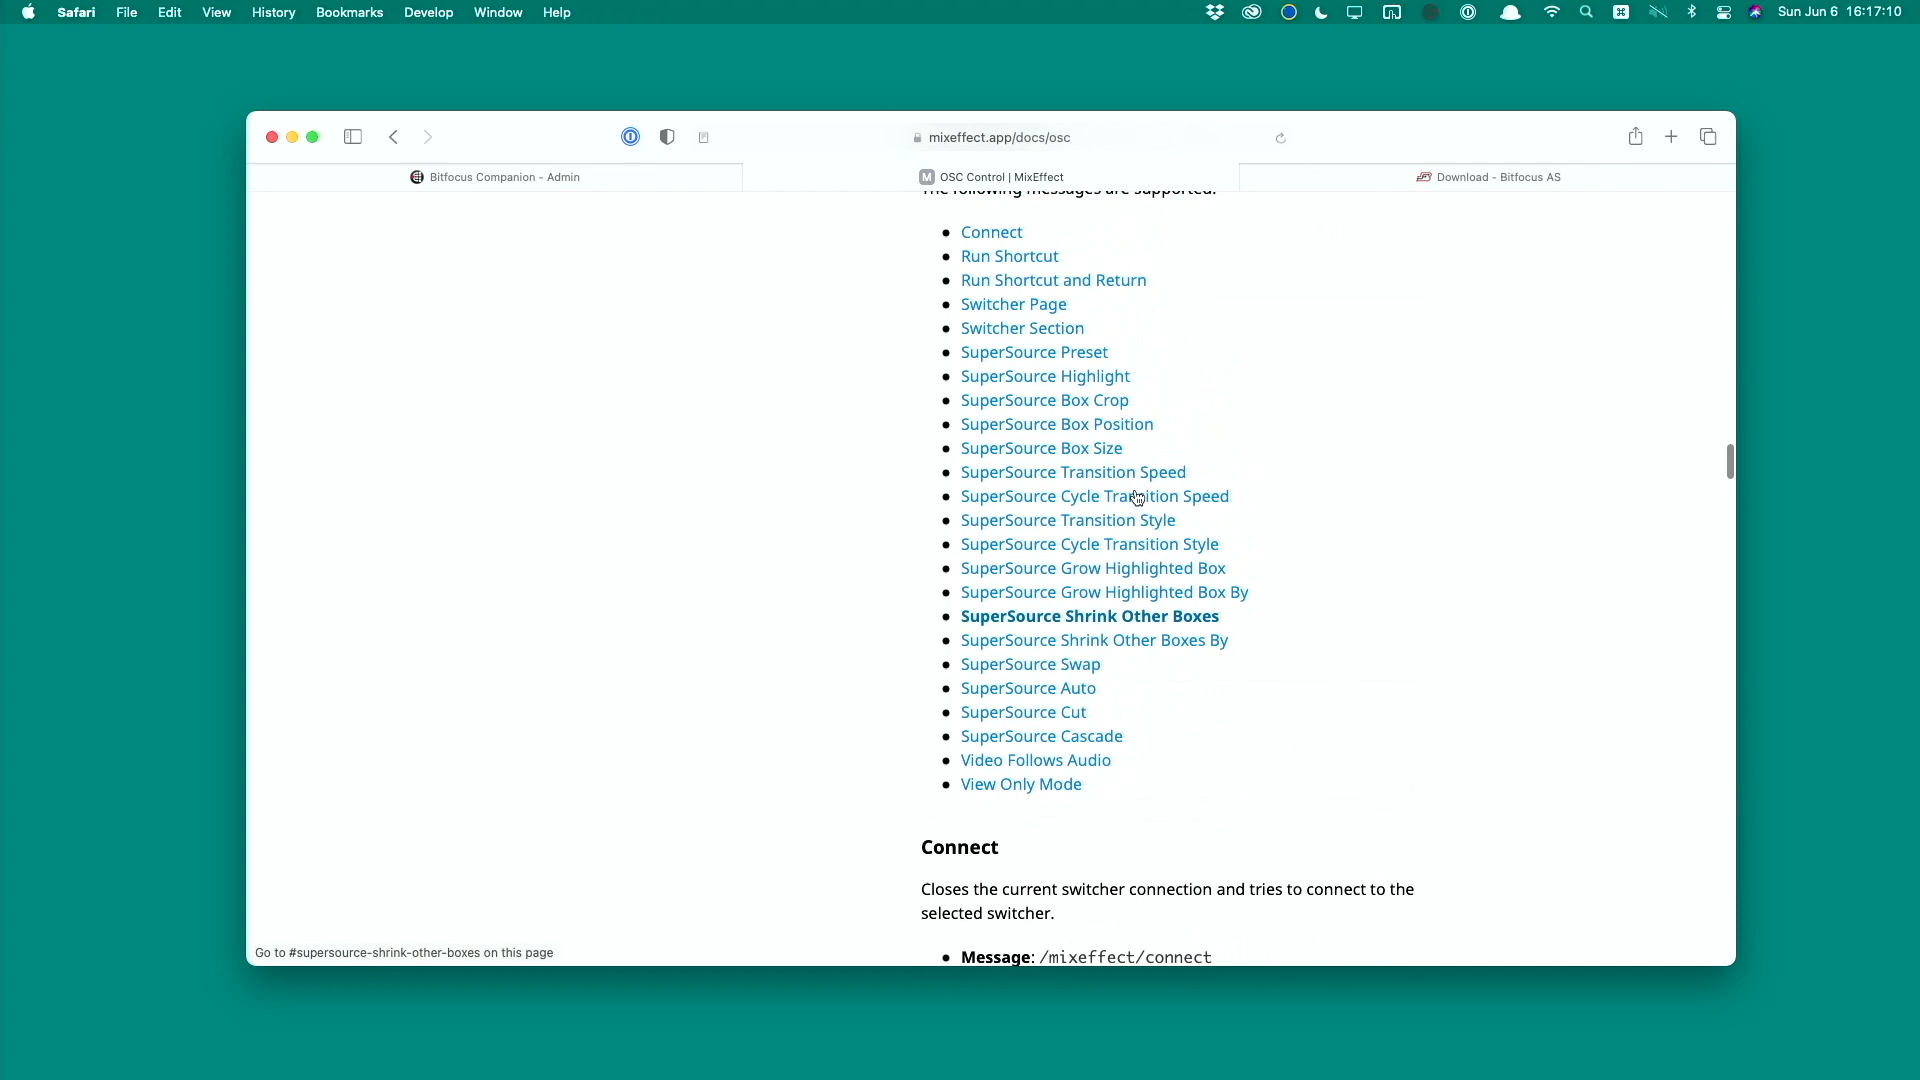 Safari File Edit View History Bookmarks Develop Window Help Sun Jun 6 16:17:10
mixeffect.app/docs/osc
Bitfocus Companion - Admin
M OSC Control | MixEffect
Download - Bitfocus AS
The following messages are supported:
Connect
Run Shortcut
Run Shortcut and Return
Switcher Page
Switcher Section
SuperSource Preset
SuperSource Highlight
SuperSource Box Crop
SuperSource Box Position
SuperSource Box Size
SuperSource Transition Speed
SuperSource Cycle Transition Speed
SuperSource Transition Style
SuperSource Cycle Transition Style
SuperSource Grow Highlighted Box
SuperSource Grow Highlighted Box By
SuperSource Shrink Other Boxes
SuperSource Shrink Other Boxes By
SuperSource Swap
SuperSource Auto
SuperSource Cut
SuperSource Cascade
Video Follows Audio
View Only Mode
Connect
Closes the current switcher connection and tries to connect to the
selected switcher.
Message: /mixeffect/connect
Go to #supersource-shrink-other-boxes on this page